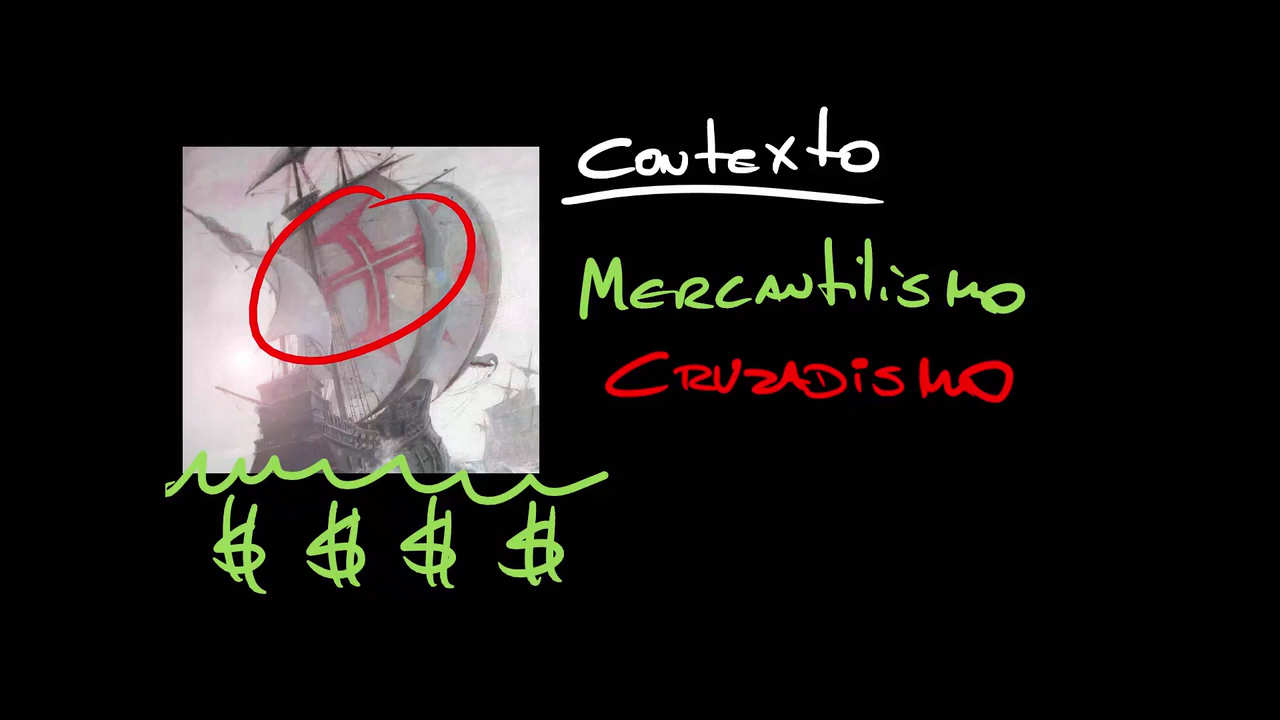 Contexto
Mercantilismo
Cruzadismo
$ $ $ $